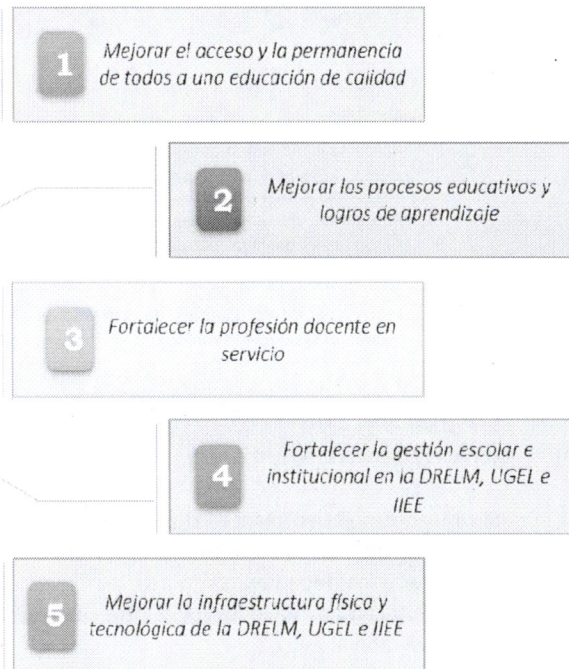 1
Mejorar el acceso y la permanencia
de todos a una educación de calidad
2
Mejorar los procesos educativos y
logros de aprendizaje
3
Fortalecer la profesión docente en
servicio
4
Fortalecer la gestión escolar e
institucional en la DRELM, UGEL e
IIEE
5
Mejorar la infraestructura física y
tecnológica de la DRELM, UGEL e IIEE